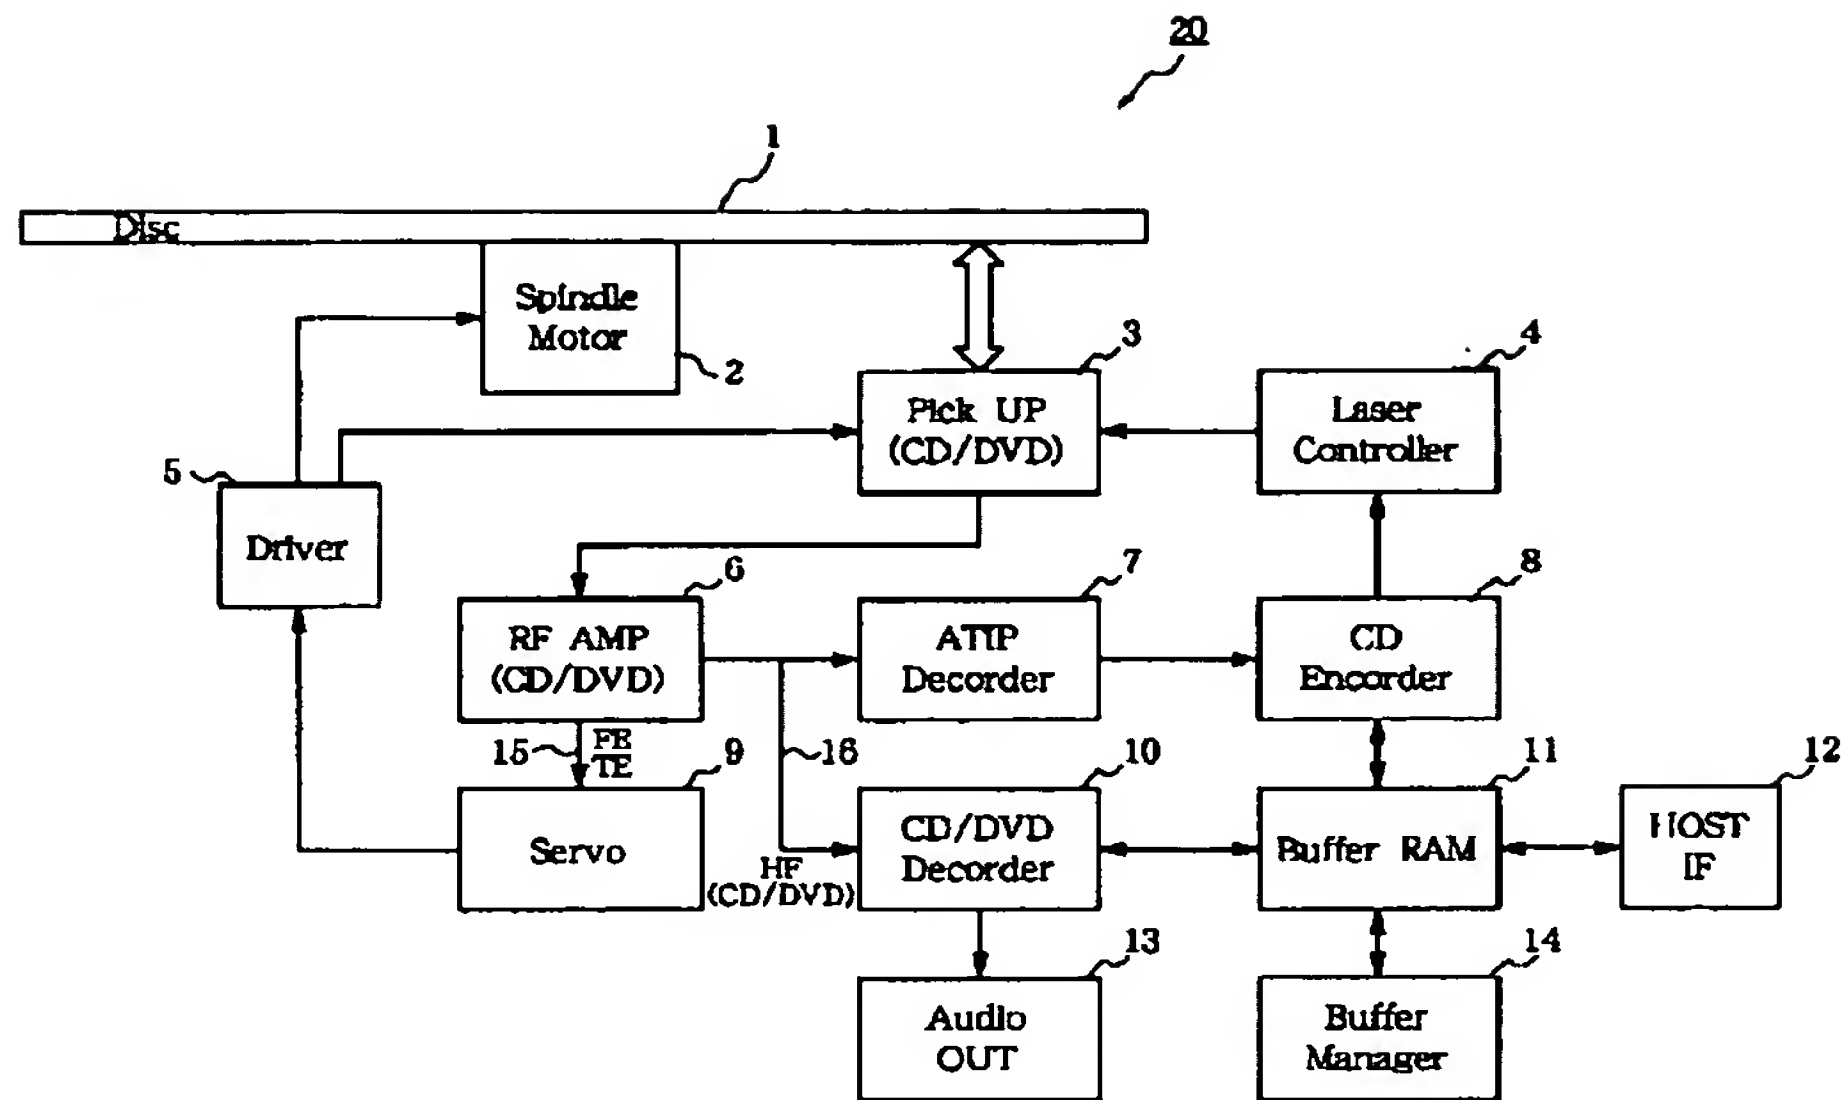 20
1
Disc
Spindle
Motor
2
3
4
Pick UP
(CD/DVD)
Laser
Controller
5
Driver
6
7
8
RF AMP
(CD/DVD)
ATIP
Decorder
CD
Encorder
15
FE
TE
16
9
10
11
12
Servo
HF
(CD/DVD)
CD/DVD
Decorder
Buffer RAM
HOST
IF
13
14
Audio
OUT
Buffer
Manager